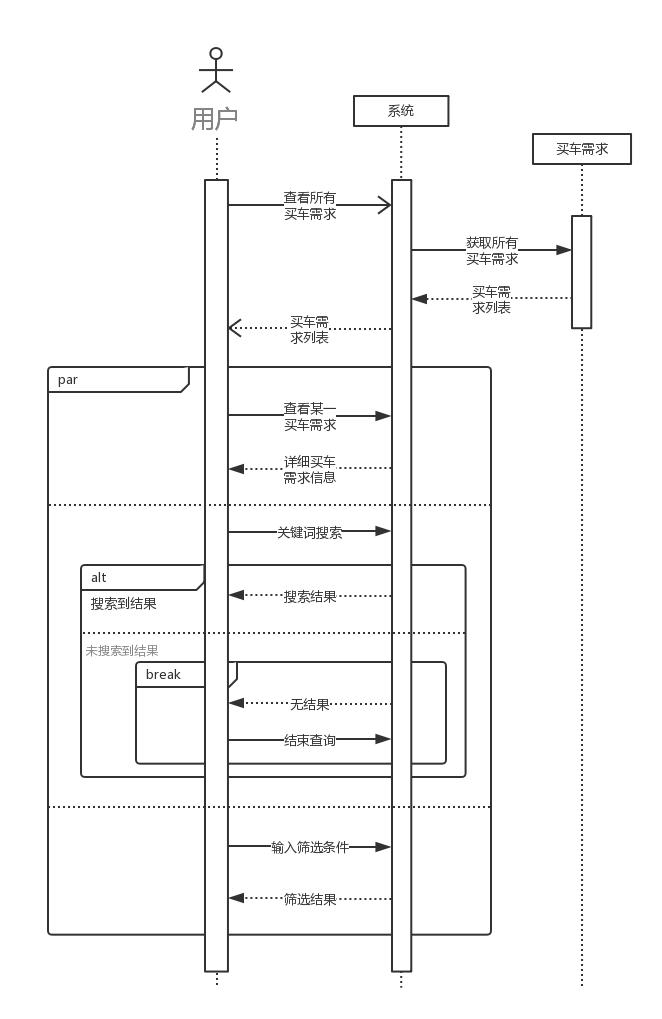 用户
系统
买车需求
查看所有
买车需求
获取所有
买车需求
买车需
求列表
买车需
求列表
par
查看某一
买车需求
详细买车
需求信息
关键词搜索
alt
搜索到结果
搜索结果
未搜索到结果
break
无结果
结束查询
输入筛选条件
筛选结果